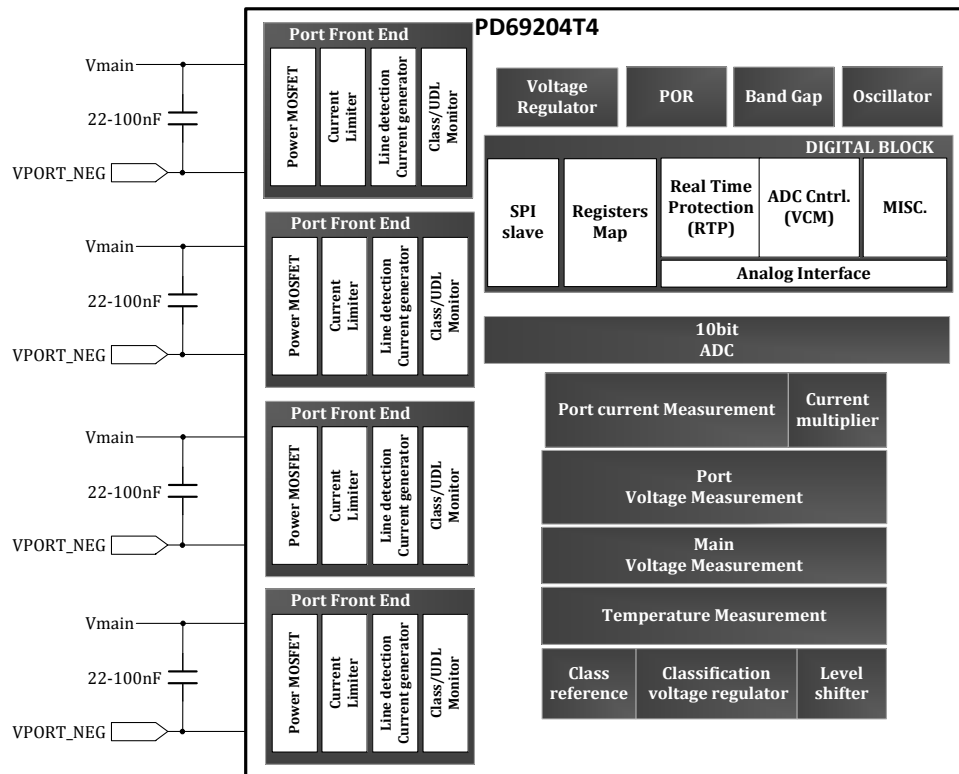 PD69204T4
Vmain
22-100nF
VPORT_NEG
Port Front End
Power MOSFET
Current
Limiter
Line detection
Current generator
Class/UDL
Monitor
Vmain
22-100nF
VPORT_NEG
Port Front End
Power MOSFET
Current
Limiter
Line detection
Current generator
Class/UDL
Monitor
Vmain
22-100nF
VPORT_NEG
Port Front End
Power MOSFET
Current
Limiter
Line detection
Current generator
Class/UDL
Monitor
Vmain
22-100nF
VPORT_NEG
Port Front End
Power MOSFET
Current
Limiter
Line detection
Current generator
Class/UDL
Monitor
Voltage
Regulator
POR
Band Gap
Oscillator
DIGITAL BLOCK
SPI
slave
Registers
Map
Real Time
Protection
(RTP)
ADC Cntrl.
(VCM)
MISC.
Analog Interface
10bit
ADC
Port current Measurement
Current
multiplier
Port
Voltage Measurement
Main
Voltage Measurement
Temperature Measurement
Class
reference
Classification
voltage regulator
Level
shifter